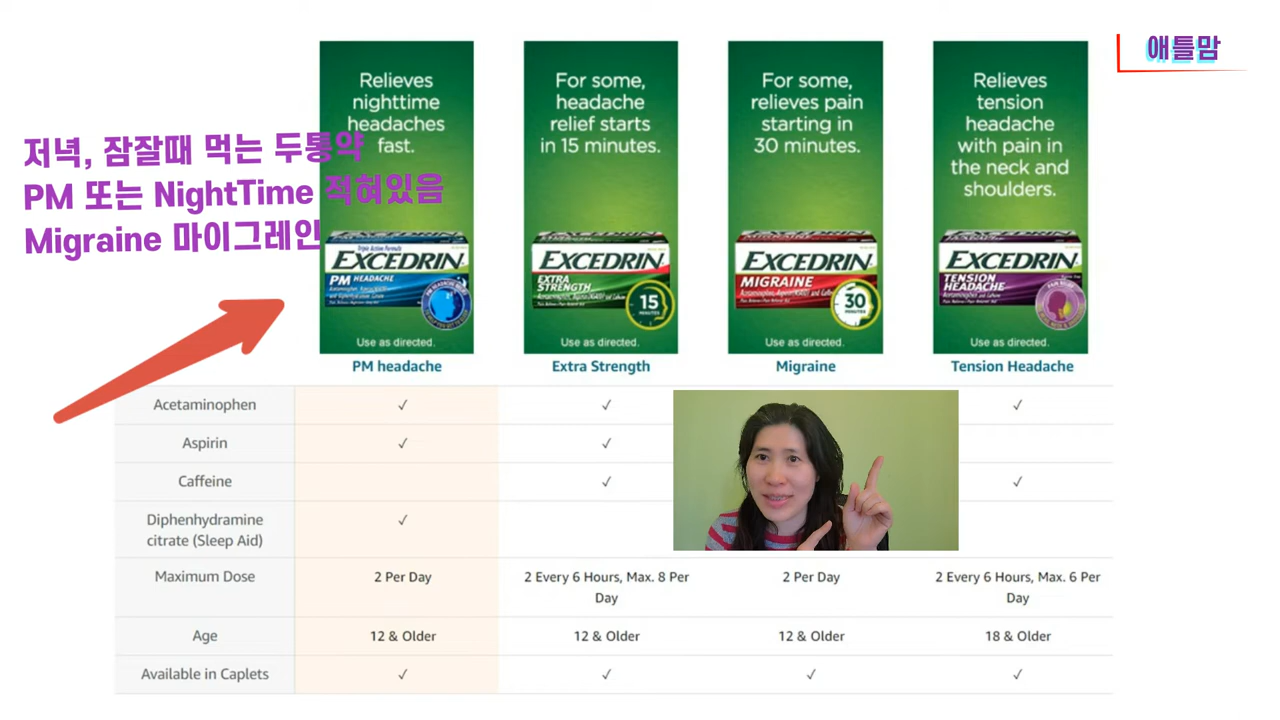 애틀맘
저녁, 잠잘때 먹는 두통약
PM 또는 NightTime 적혀있음
Migraine 마이그레인
Relieves
nighttime
headaches
fast.
For some,
headache
relief starts
in 15 minutes.
For some,
relieves pain
starting in
30 minutes.
Relieves
tension
headache
with pain in
the neck and
shoulders.
Triple Action Formula
EXCEDRIN
PM HEADACHE
EXCEDRIN
EXTRA
STRENGTH
15
MINUTES
EXCEDRIN
MIGRAINE
30
MINUTES
EXCEDRIN
TENSION
HEADACHE
Use as directed.
Use as directed.
Use as directed.
Use as directed.
PM headache
Extra Strength
Migraine
Tension Headache
Acetaminophen ✓ ✓ ✓
Aspirin ✓ ✓
Caffeine ✓ ✓
Diphenhydramine
citrate (Sleep Aid) ✓
Maximum Dose 2 Per Day 2 Every 6 Hours, Max. 8 Per Day 2 Per Day 2 Every 6 Hours, Max. 6 Per Day
Age 12 & Older 12 & Older 12 & Older 18 & Older
Available in Caplets ✓ ✓ ✓ ✓